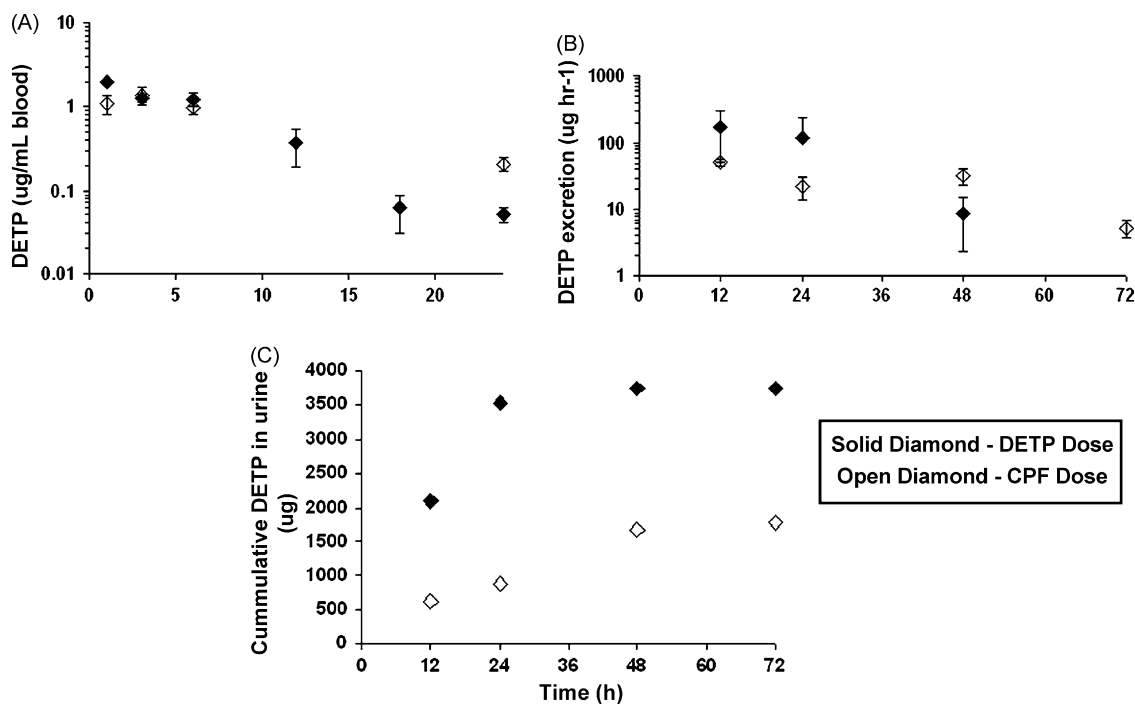 (A)
DETP (ug/mL blood)
10
1
0.1
0.01
0 5 10 15 20
(B)
DETP excretion (ug hr-1)
1000
100
10
1
0 12 24 36 48 60 72
(C)
Cummulative DETP in urine
(ug)
4000
3500
3000
2500
2000
1500
1000
500
0
0 12 24 36 48 60 72
Time (h)
Solid Diamond - DETP Dose
Open Diamond - CPF Dose